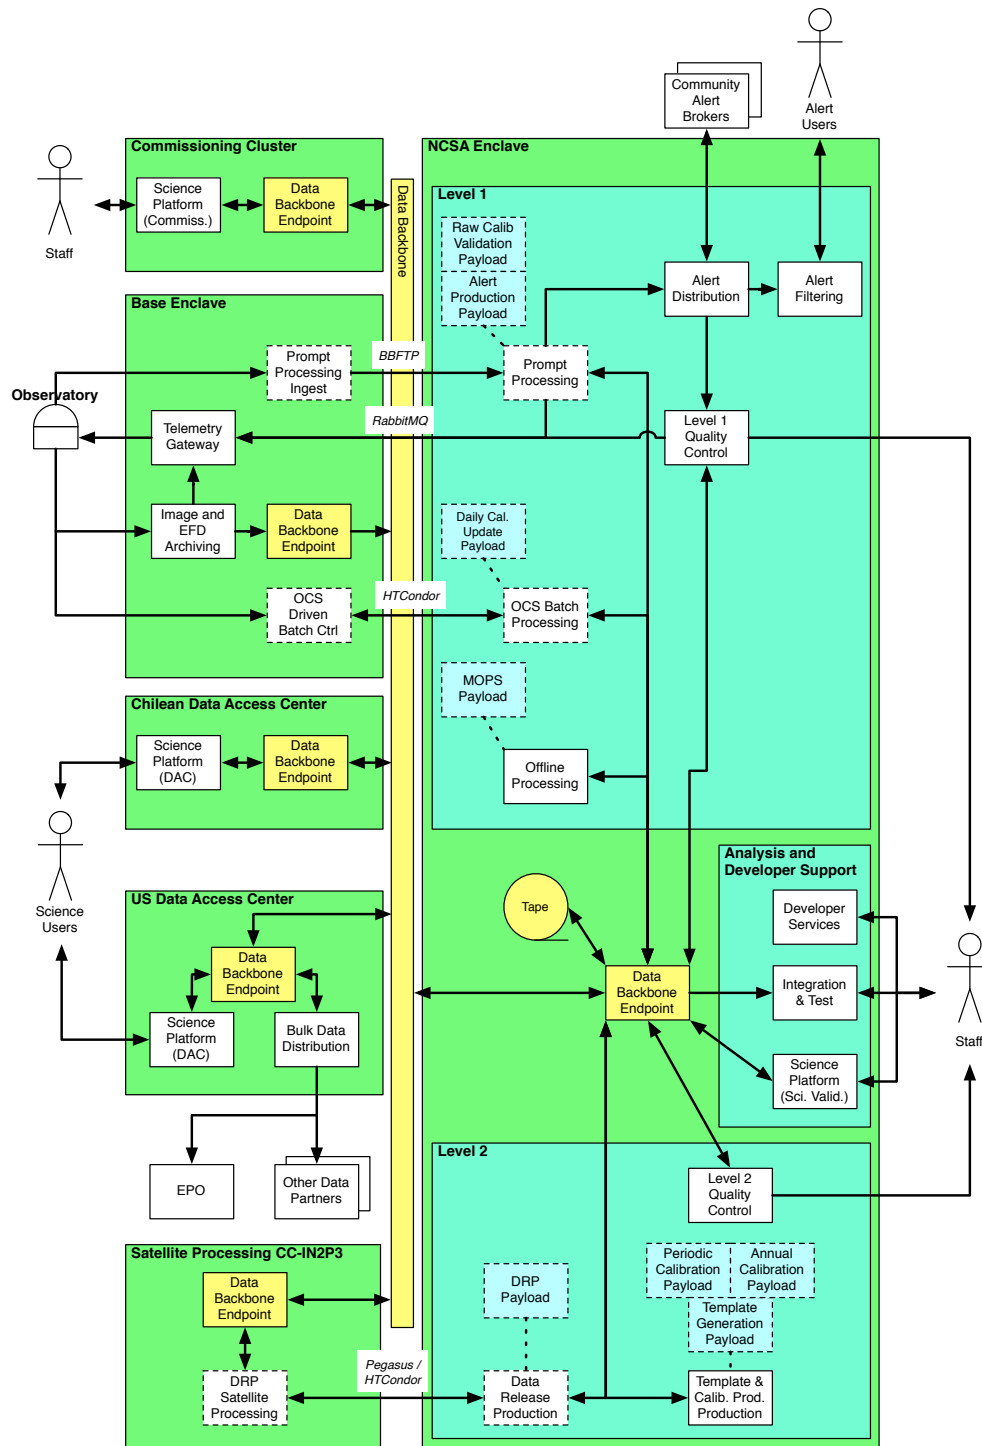 Community
Alert
Brokers
Alert
Users
Commissioning Cluster
NCSA Enclave
Staff
Science
Platform
(Commiss.)
Data
Backbone
Endpoint
Data Backbone
Level 1
Raw Calib
Validation
Payload
Alert
Production
Payload
Alert
Distribution
Alert
Filtering
Base Enclave
Prompt
Processing
Ingest
BBFTP
Prompt
Processing
Observatory
Telemetry
Gateway
RabbitMQ
Level 1
Quality
Control
Image and
EFD
Archiving
Data
Backbone
Endpoint
Daily Cal.
Update
Payload
OCS
Driven
Batch Ctrl
HTCondor
OCS Batch
Processing
MOPS
Payload
Chilean Data Access Center
Science
Platform
(DAC)
Data
Backbone
Endpoint
Offline
Processing
Science
Users
Analysis and
Developer Support
US Data Access Center
Tape
Developer
Services
Data
Backbone
Endpoint
Data
Backbone
Endpoint
Integration
& Test
Science
Platform
(DAC)
Bulk Data
Distribution
Staff
Science
Platform
(Sci. Valid.)
Level 2
EPO
Other Data
Partners
Level 2
Quality
Control
Satellite Processing CC-IN2P3
Data
Backbone
Endpoint
DRP
Payload
Periodic
Calibration
Payload
Annual
Calibration
Payload
Template
Generation
Payload
Pegasus /
HTCondor
DRP
Satellite
Processing
Data
Release
Production
Template &
Calib. Prod.
Production